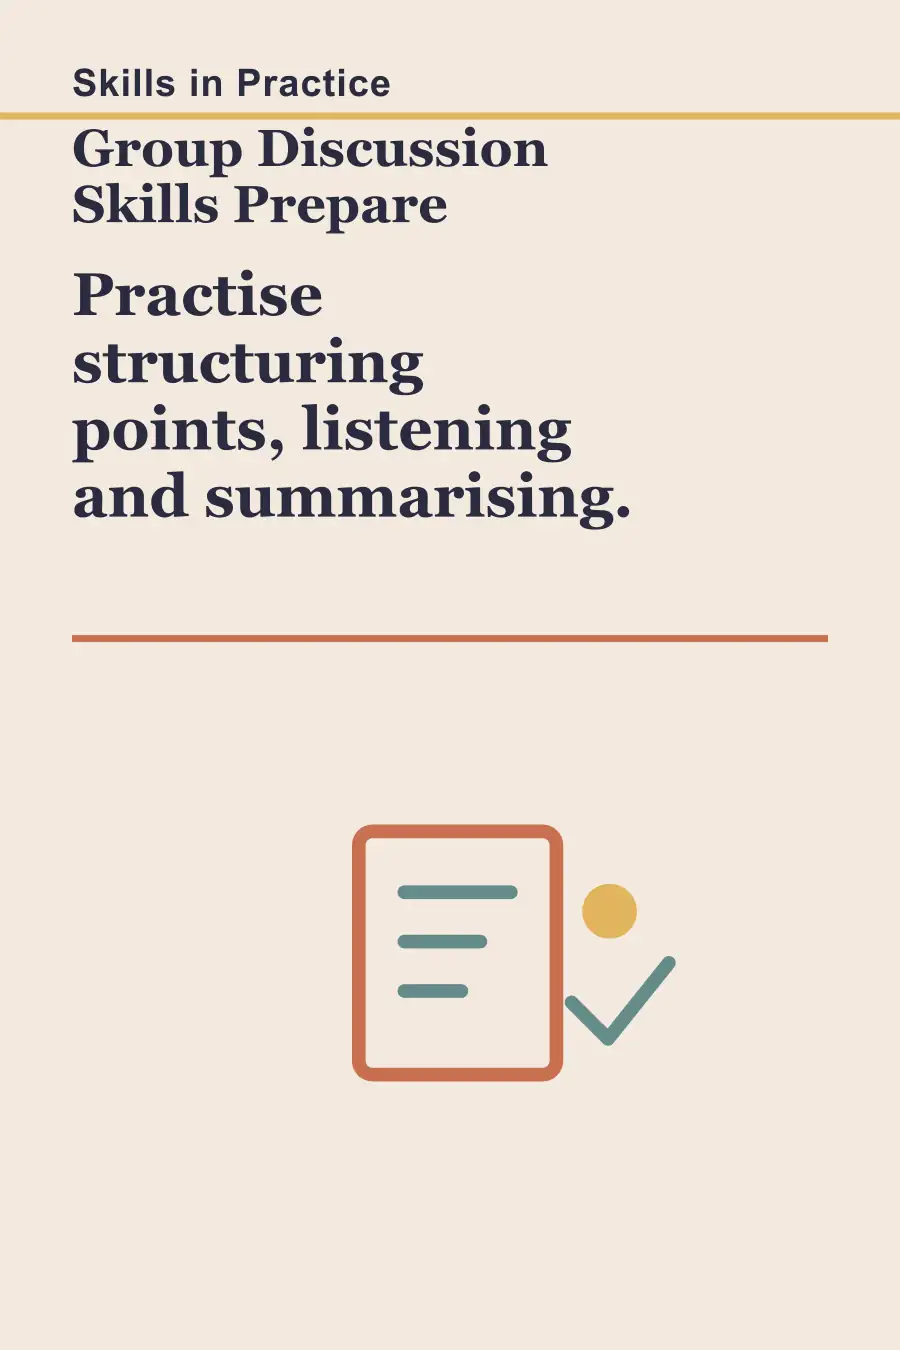 Skills in Practice
Group Discussion
Skills Prepare
Practise
structuring
points, listening
and summarising.